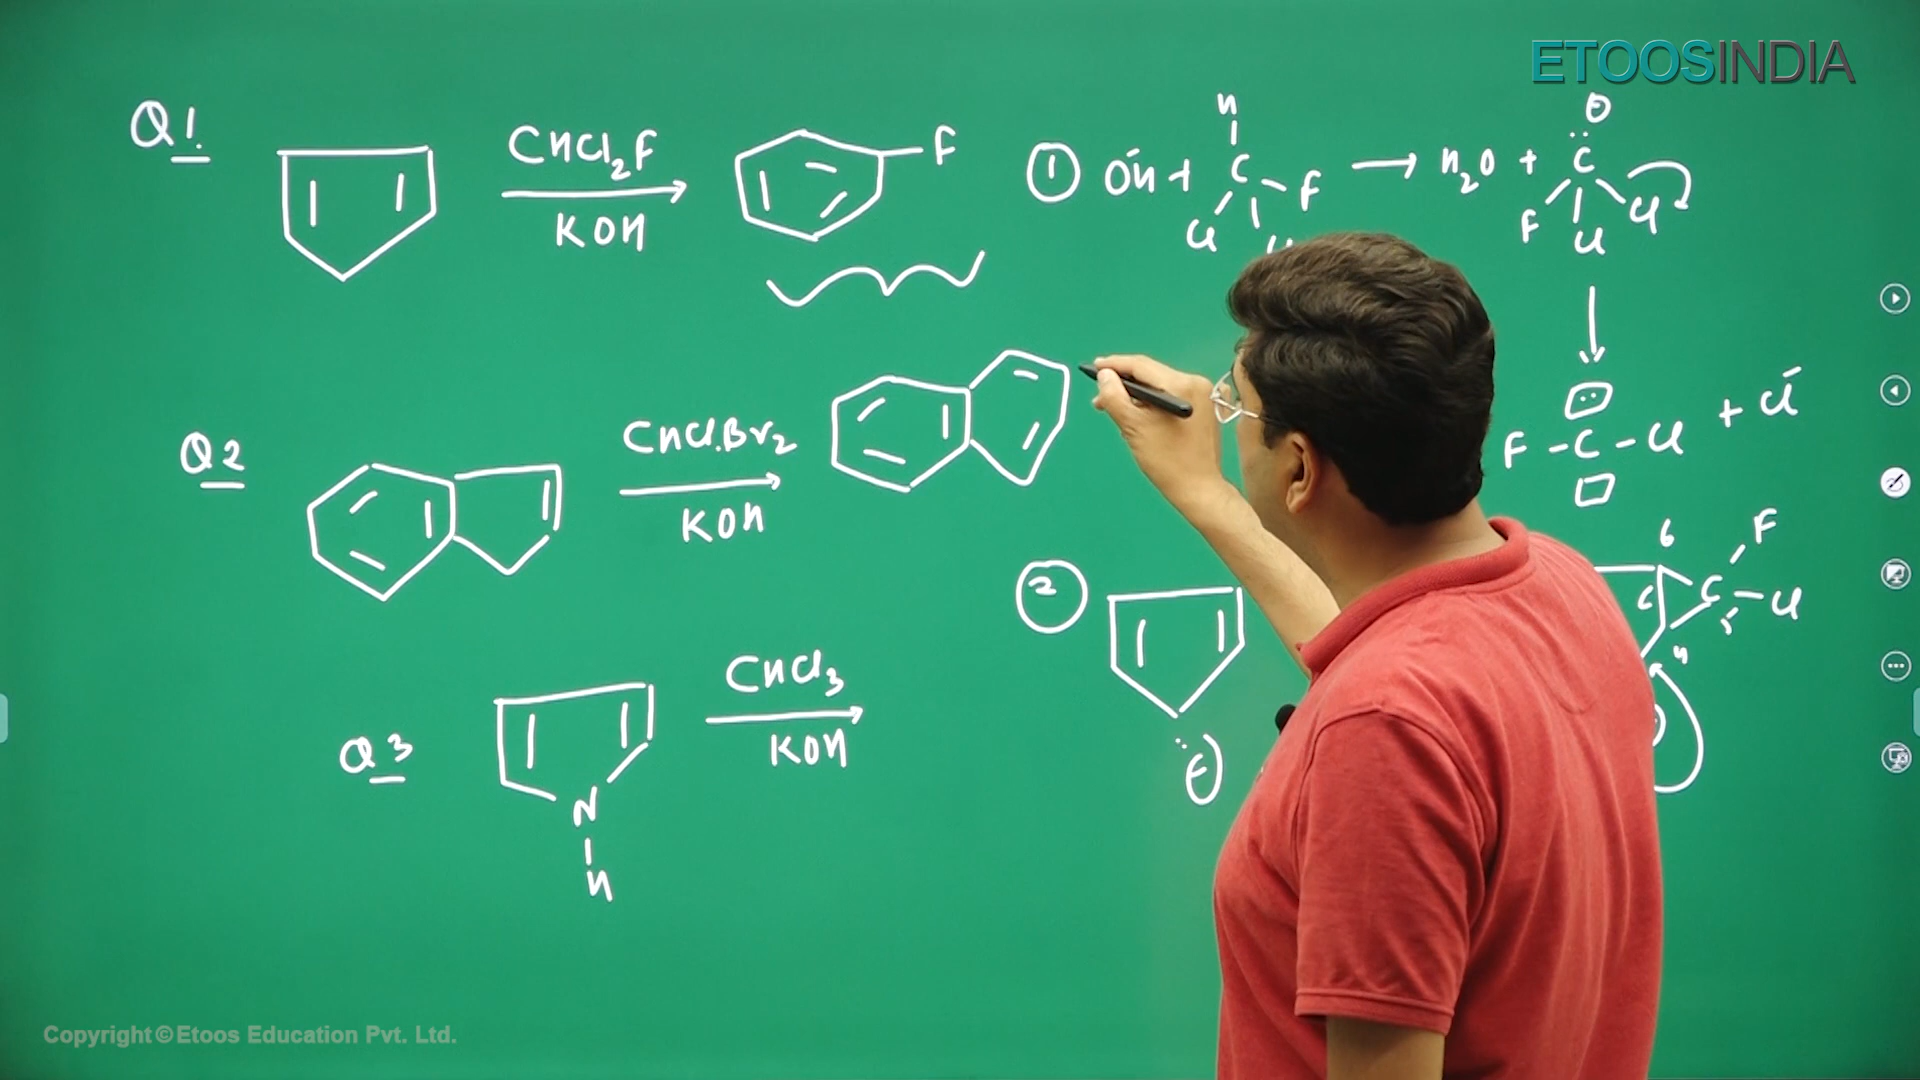 ETOOSINDIA
Q1.
CHCl2F
KOH
F
① OH- + H C F Cl Cl → H2O + C F Cl Cl
F - C - Cl + Cl-
Q2
CHCl.Br2
KOH
②
6 F
C Cl
Q3
CHCl3
KOH
N
H
Copyright © Etoos Education Pvt. Ltd.